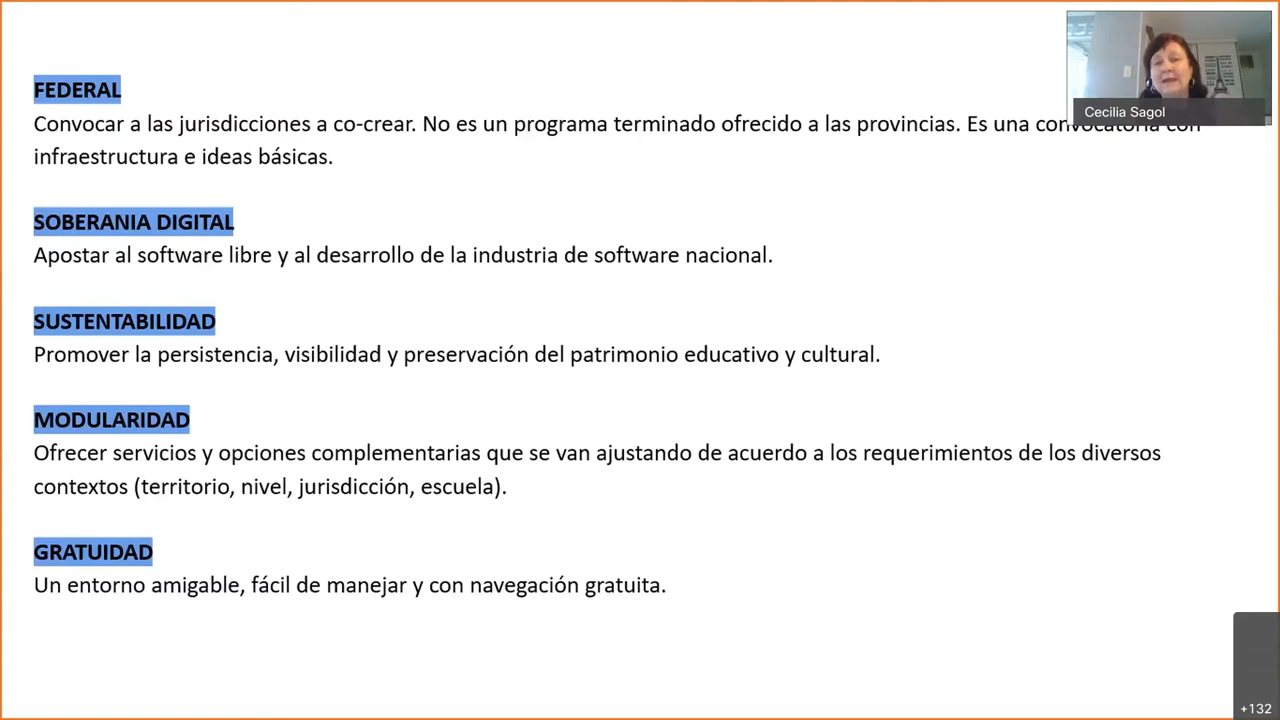 FEDERAL
Convocar a las jurisdicciones a co-crear. No es un programa terminado ofrecido a las provincias. Es una convocatoria con
infraestructura e ideas básicas.
SOBERANIA DIGITAL
Apostar al software libre y al desarrollo de la industria de software nacional.
SUSTENTABILIDAD
Promover la persistencia, visibilidad y preservación del patrimonio educativo y cultural.
MODULARIDAD
Ofrecer servicios y opciones complementarias que se van ajustando de acuerdo a los requerimientos de los diversos
contextos (territorio, nivel, jurisdicción, escuela).
GRATUIDAD
Un entorno amigable, fácil de manejar y con navegación gratuita.
Cecilia Sagol
+132